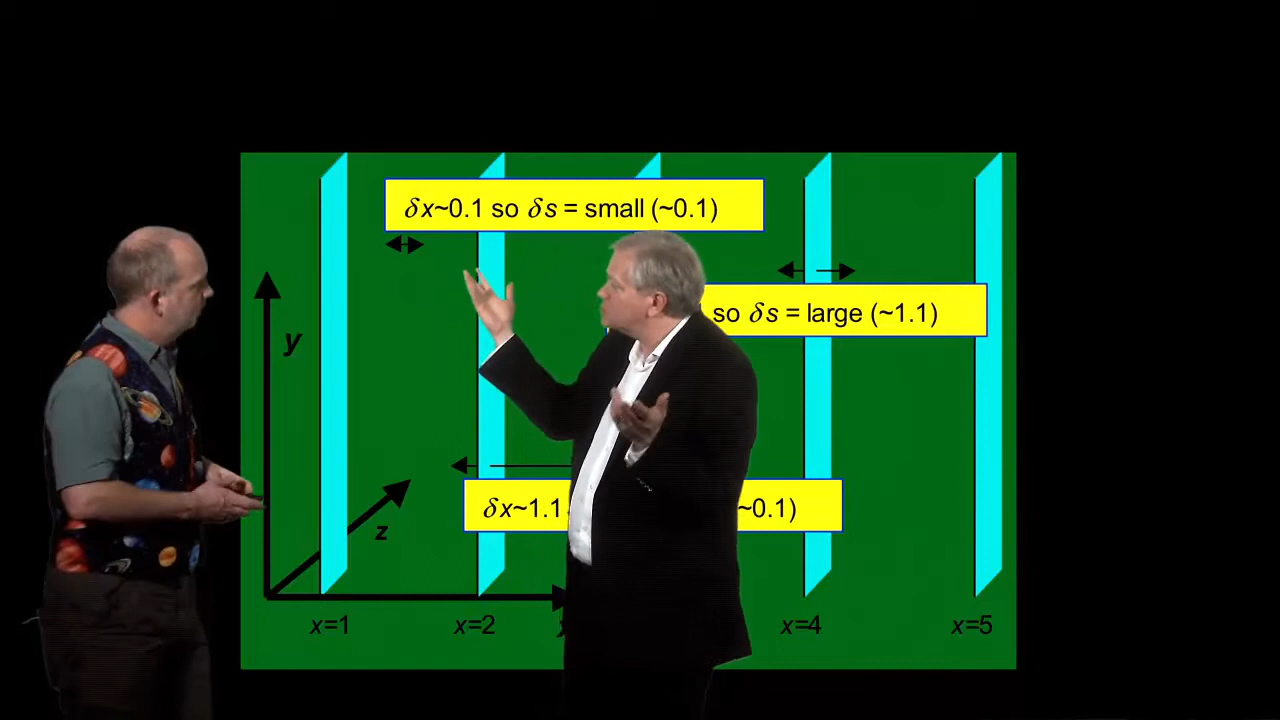 δx~0.1 so δs = small (~0.1)
so δs = large (~1.1)
y
δx~1.1 ~0.1)
z
x=1 x=2 x=4 x=5